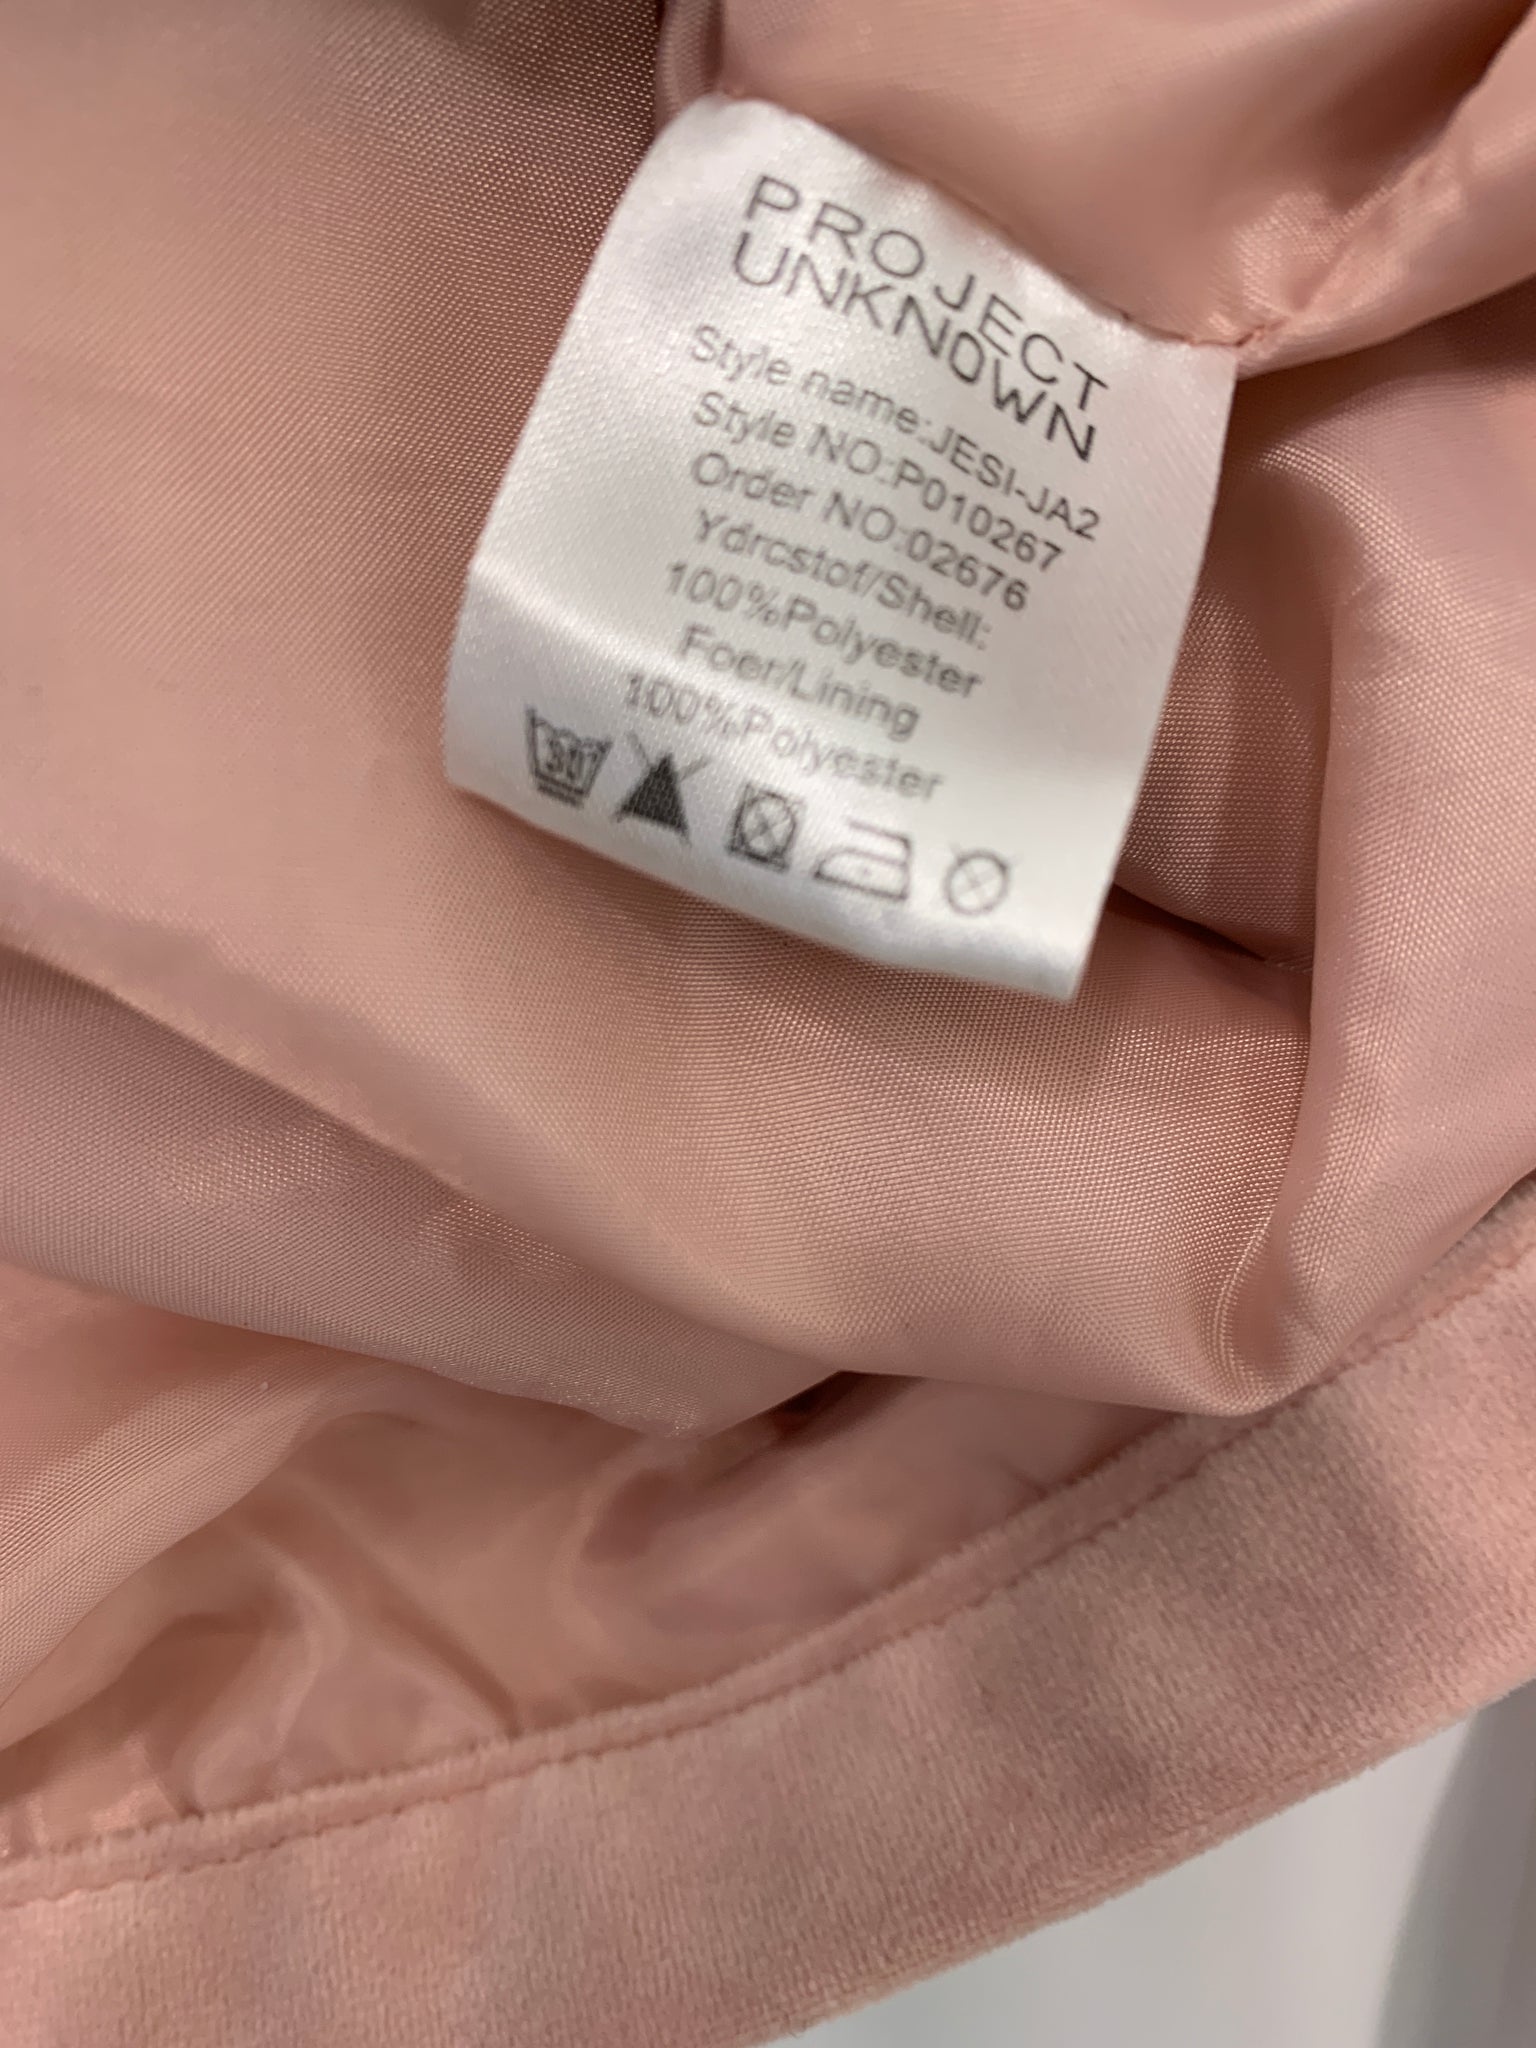 PROJECT
UNKNOWN
Style name:JESI-JA2
Style NO:P010267
Order NO:02676
Ydrcstof/Shell:
100%Polyester
Foer/Lining
100%Polyester
30